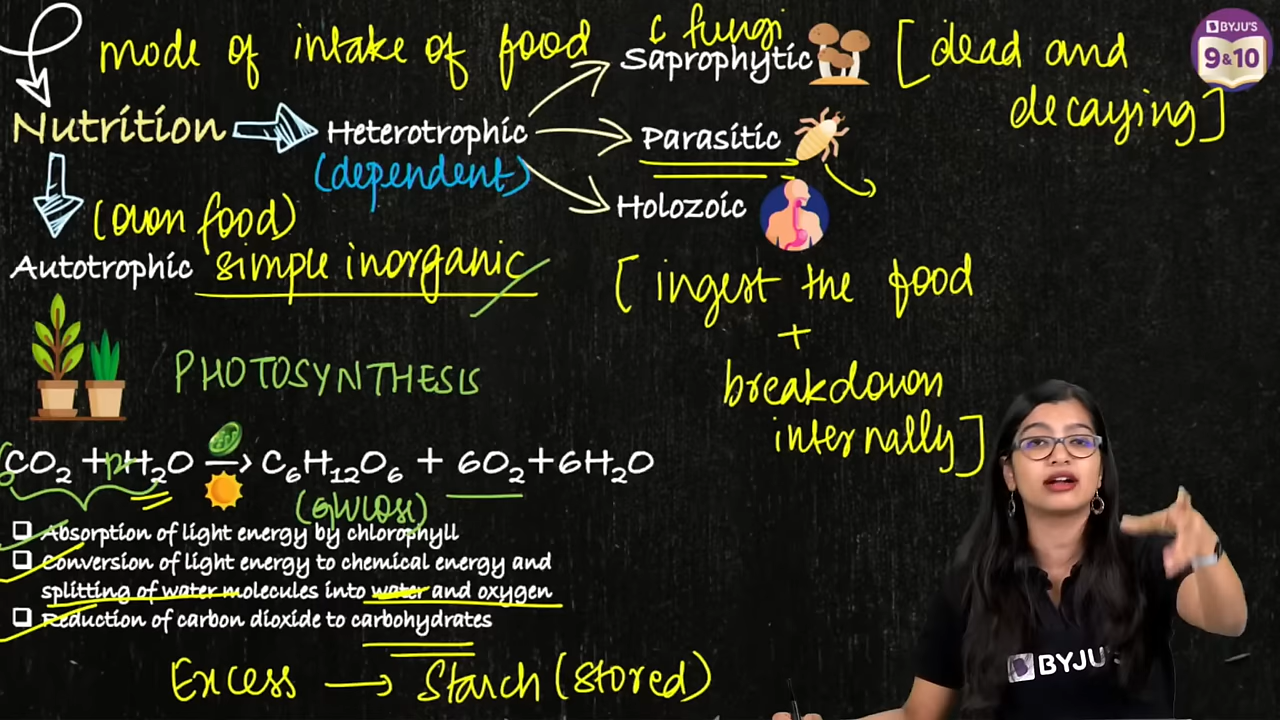 mode of intake of food
( fungi
Saprophytic
[dead and
decaying]
BYJU'S
9&10
Nutrition
Heterotrophic
(dependent)
Parasitic
Holozoic
(own food)
Autotrophic
simple inorganic
[ingest the food
+
breakdown
internally]
PHOTOSYNTHESIS
6CO₂ + 12H₂O → C₆H₁₂O₆ + 6O₂+6H₂O
(glucose)
Absorption of light energy by chlorophyll
Conversion of light energy to chemical energy and
splitting of water molecules into water and oxygen
Reduction of carbon dioxide to carbohydrates
Excess → Starch (stored)
BYJU'S